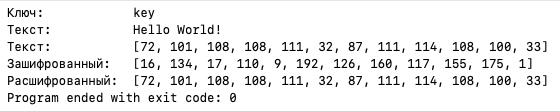 Ключ: key
Текст: Hello World!
Текст: [72, 101, 108, 108, 111, 32, 87, 111, 114, 108, 100, 33]
Зашифрованный: [16, 134, 17, 110, 9, 192, 126, 160, 117, 155, 175, 1]
Расшифрованный: [72, 101, 108, 108, 111, 32, 87, 111, 114, 108, 100, 33]
Program ended with exit code: 0